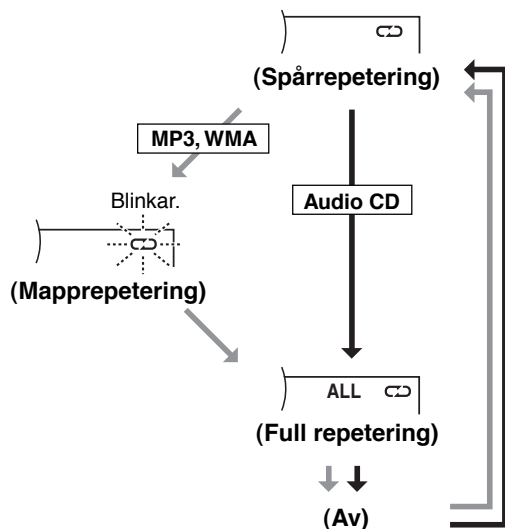 (Spårrepetering)
MP3, WMA
Audio CD
Blinkar.
(Mapprepetering)
ALL
(Full repetering)
(Av)